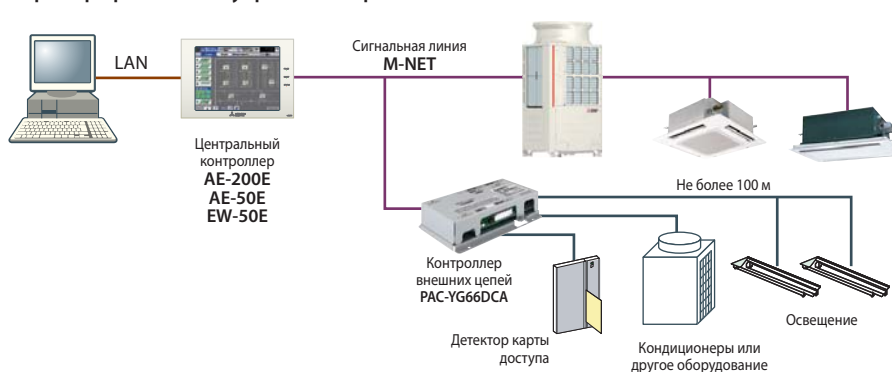 LAN
Сигнальная линия
M-NET
Центральный
контроллер
AE-200E
AE-50E
EW-50E
Не более 100 м
Контроллер
внешних цепей
PAC-YG66DCA
Детектор карты
доступа
Кондиционеры или
другое оборудование
Освещение